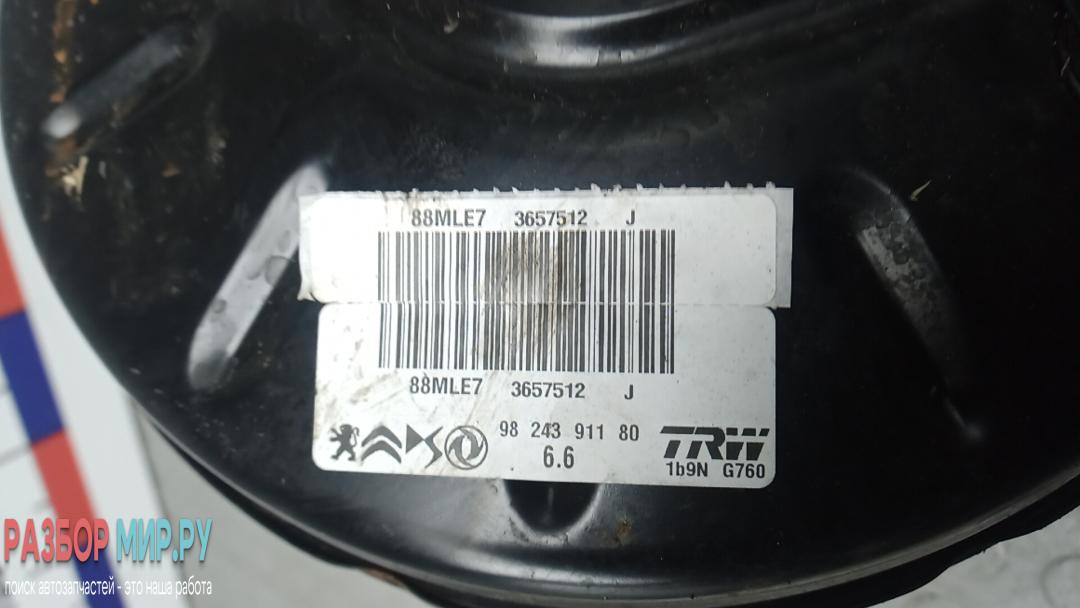 88MLE7 3657512 J
88MLE7 3657512 J
98 243 911 80
6.6
TRW
1b9N G760
РАЗБОР МИР.РУ
поиск автозапчастей - это наша работа